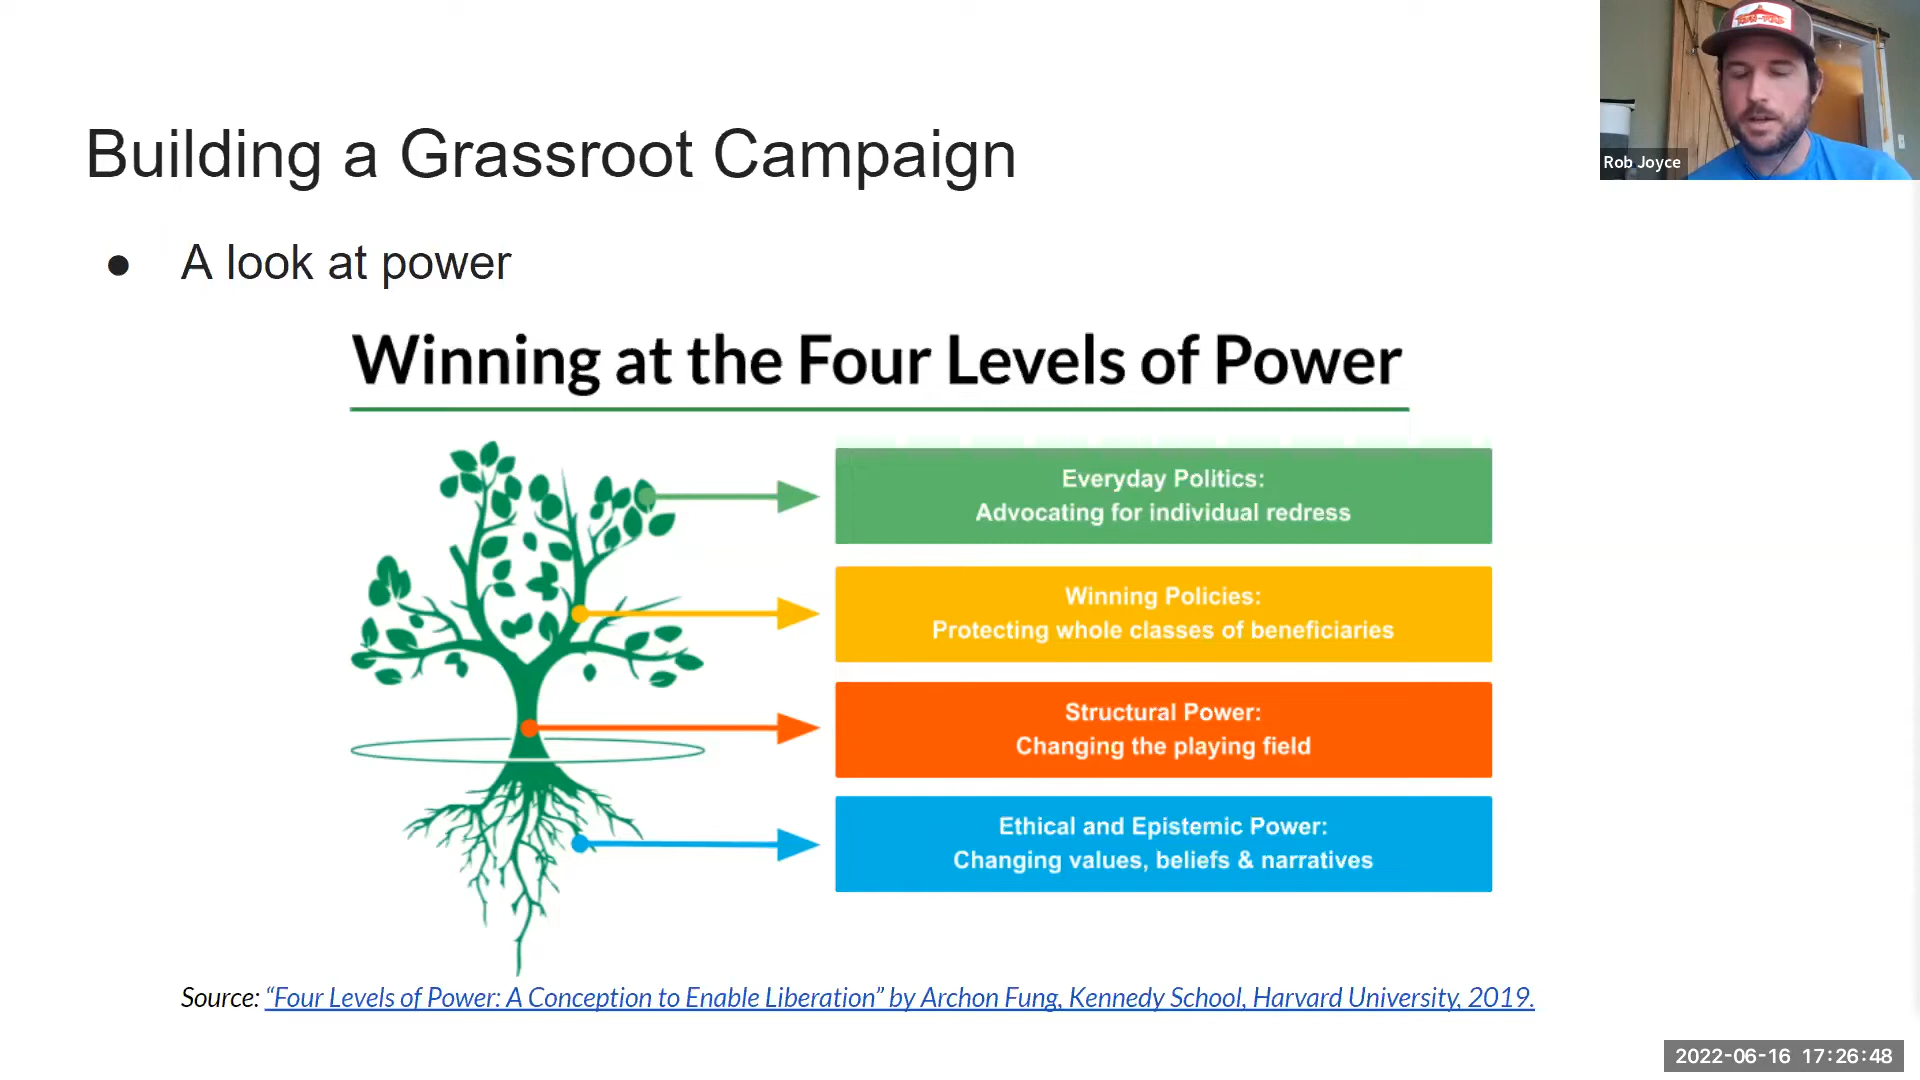 Building a Grassroot Campaign
Rob Joyce
● A look at power
Winning at the Four Levels of Power
Everyday Politics:
Advocating for individual redress
Winning Policies:
Protecting whole classes of beneficiaries
Structural Power:
Changing the playing field
Ethical and Epistemic Power:
Changing values, beliefs & narratives
Source: “Four Levels of Power: A Conception to Enable Liberation” by Archon Fung, Kennedy School, Harvard University, 2019.
2022-06-16 17:26:48